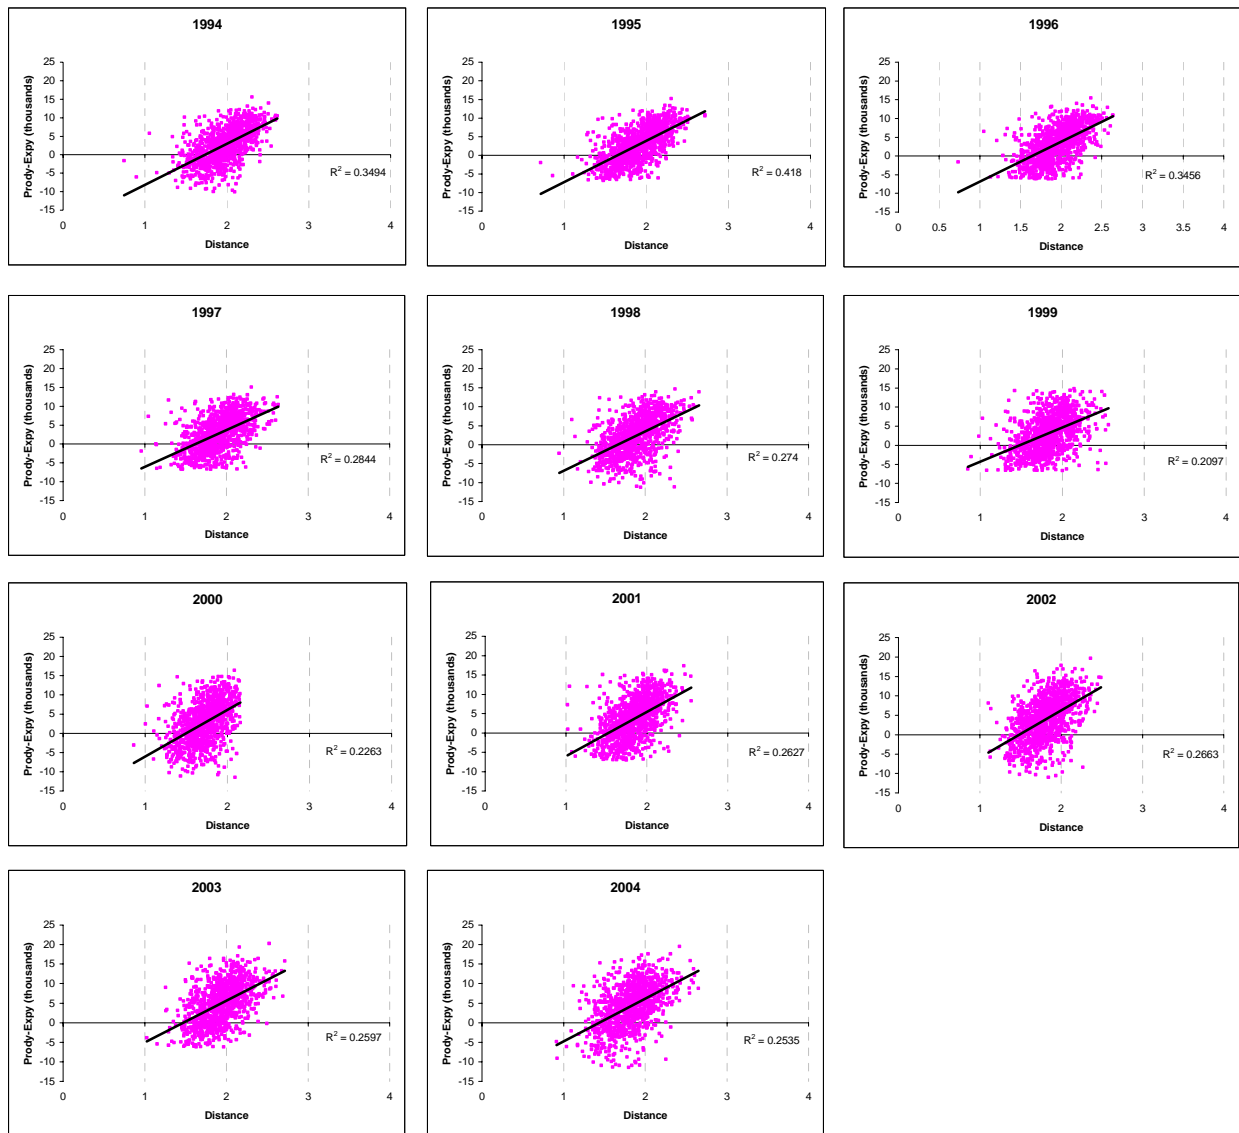 1994
Prody-Expy (thousands)
25
20
15
10
5
0
-5
-10
-15
R² = 0.3494
0 1 2 3 4
Distance
1995
Prody-Expy (thousands)
25
20
15
10
5
0
-5
-10
-15
R² = 0.418
0 1 2 3 4
Distance
1996
Prody-Expy (thousands)
25
20
15
10
5
0
-5
-10
-15
R² = 0.3456
0 0.5 1 1.5 2 2.5 3 3.5 4
Distance
1997
Prody-Expy (thousands)
25
20
15
10
5
0
-5
-10
-15
R² = 0.2844
0 1 2 3 4
Distance
1998
Prody-Expy (thousands)
25
20
15
10
5
0
-5
-10
-15
R² = 0.274
0 1 2 3 4
Distance
1999
Prody-Expy (thousands)
25
20
15
10
5
0
-5
-10
-15
R² = 0.2097
0 1 2 3 4
Distance
2000
Prody-Expy (thousands)
25
20
15
10
5
0
-5
-10
-15
R² = 0.2263
0 1 2 3 4
Distance
2001
Prody-Expy (thousands)
25
20
15
10
5
0
-5
-10
-15
R² = 0.2627
0 1 2 3 4
Distance
2002
Prody-Expy (thousands)
25
20
15
10
5
0
-5
-10
-15
R² = 0.2663
0 1 2 3 4
Distance
2003
Prody-Expy (thousands)
25
20
15
10
5
0
-5
-10
-15
R² = 0.2597
0 1 2 3 4
Distance
2004
Prody-Expy (thousands)
25
20
15
10
5
0
-5
-10
-15
R² = 0.2535
0 1 2 3 4
Distance